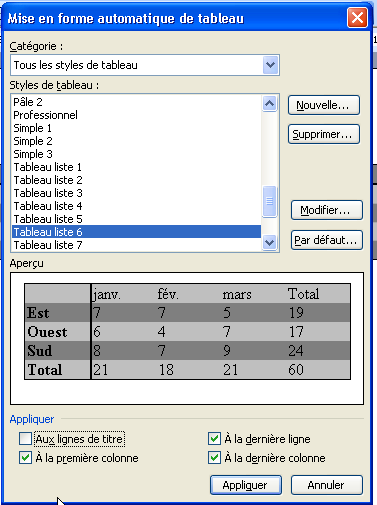 Mise en forme automatique de tableau
Catégorie :
Tous les styles de tableau
Styles de tableau :
Pâle 2
Professionnel
Simple 1
Simple 2
Simple 3
Tableau liste 1
Tableau liste 2
Tableau liste 3
Tableau liste 4
Tableau liste 5
Tableau liste 6
Tableau liste 7
Nouvelle...
Supprimer...
Modifier...
Par défaut...
Aperçu
janv. fév. mars Total
Est 7 7 5 19
Ouest 6 4 7 17
Sud 8 7 9 24
Total 21 18 21 60
Appliquer
Aux lignes de titre
À la dernière ligne
À la première colonne
À la dernière colonne
Appliquer
Annuler